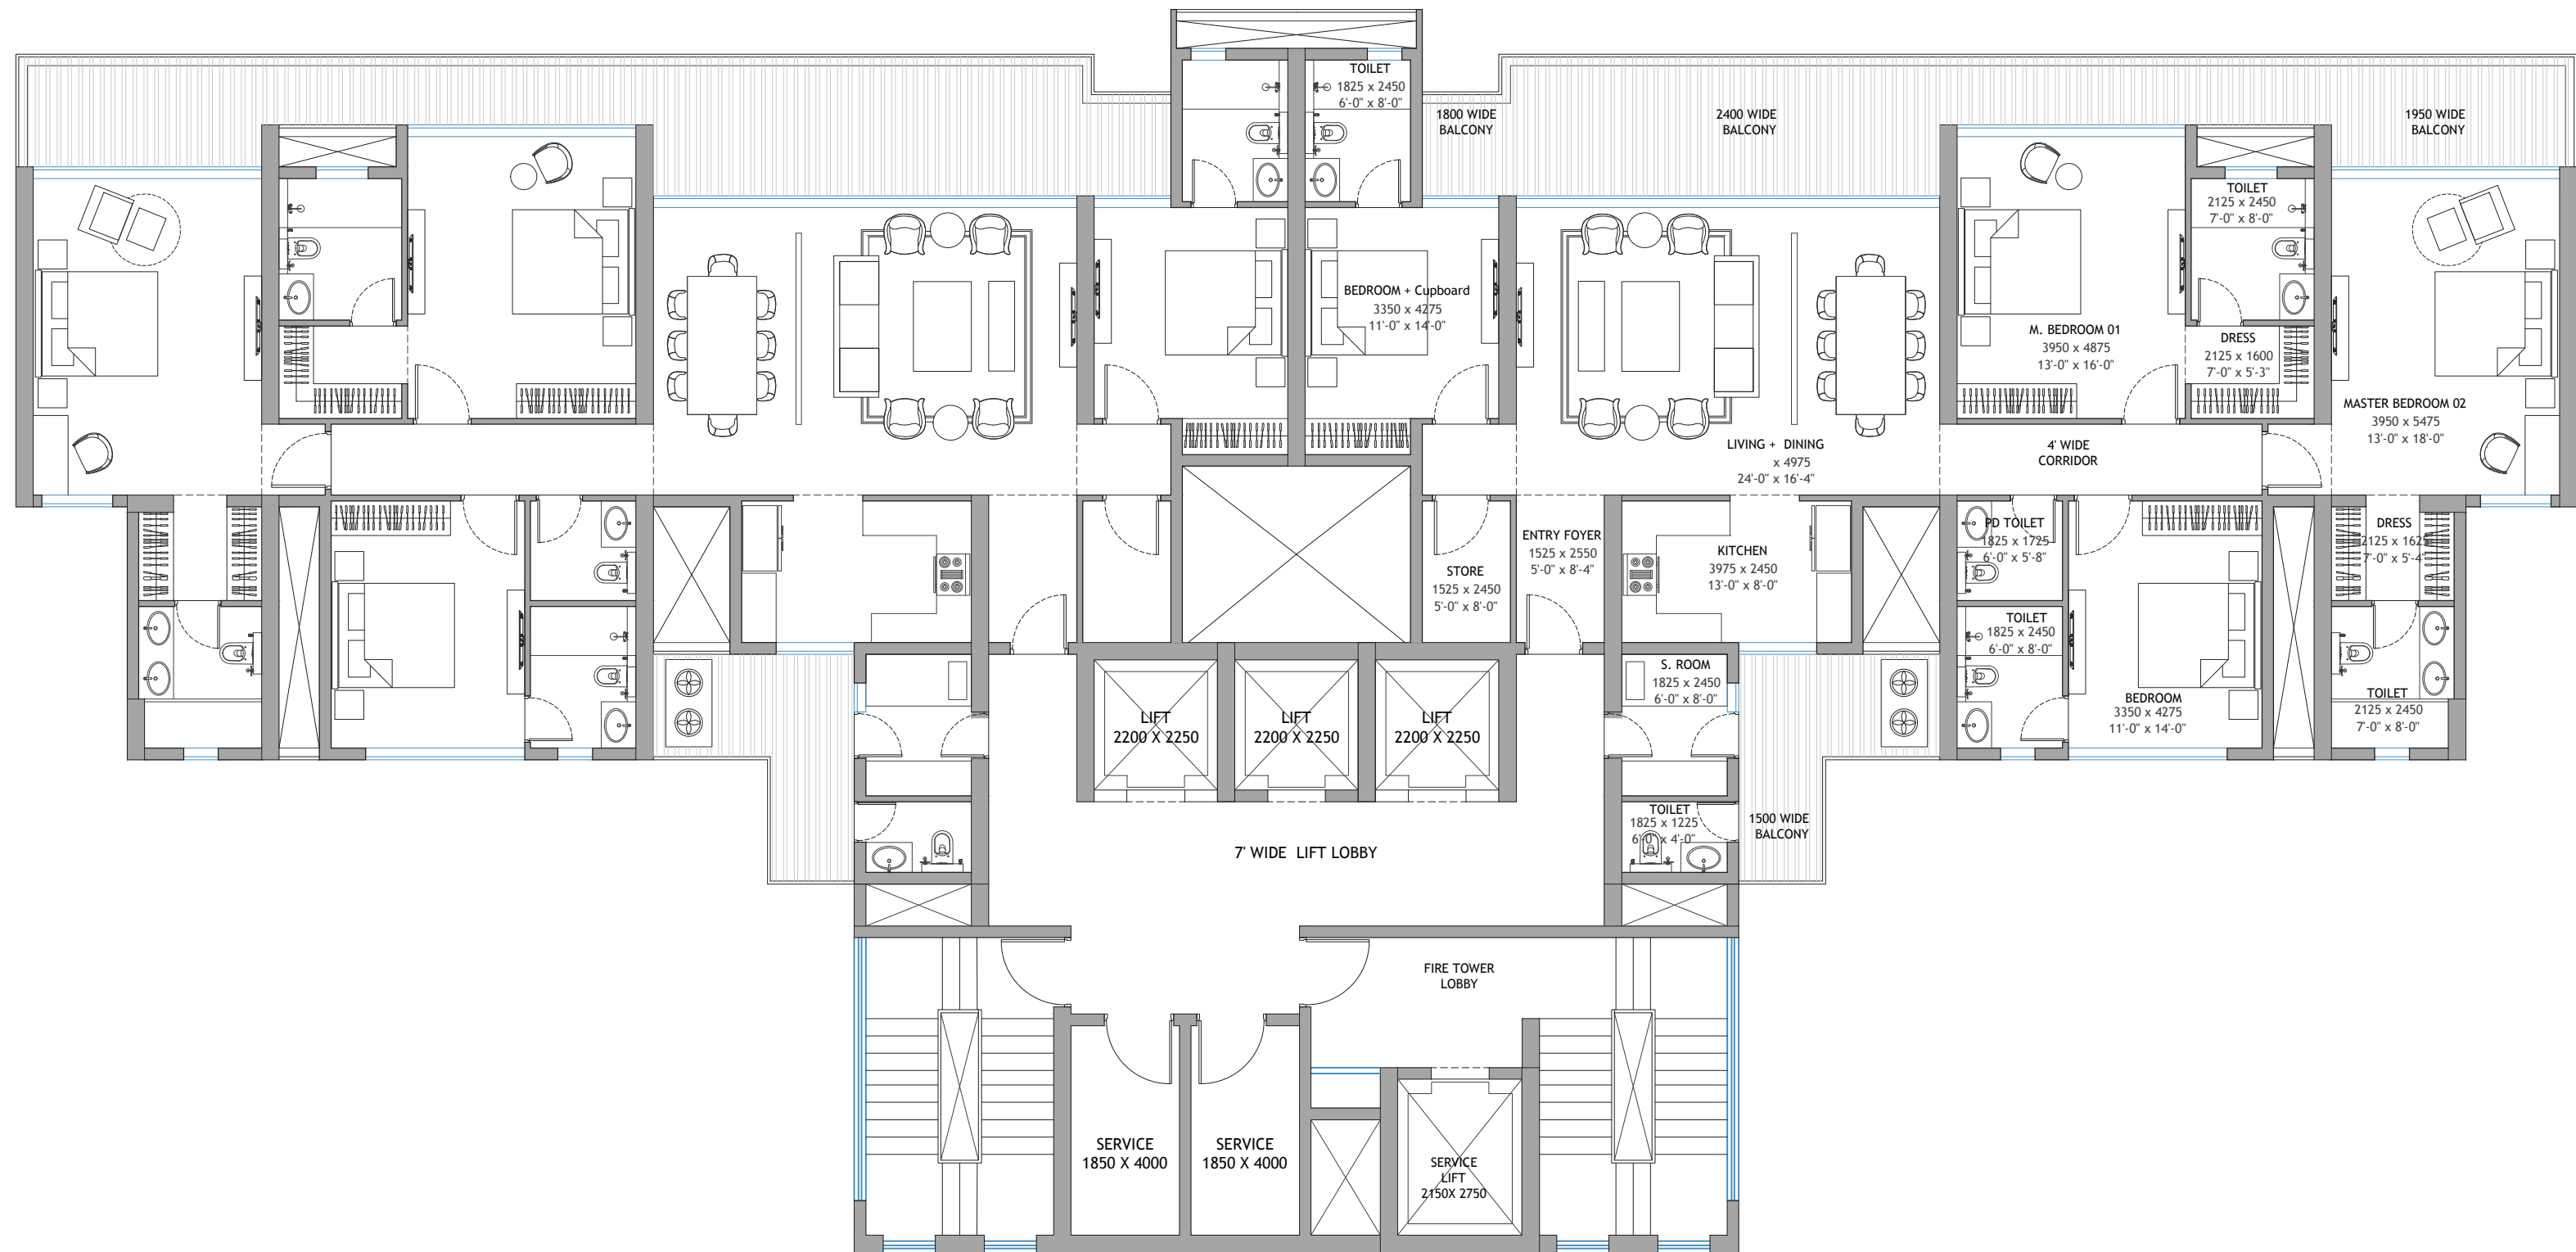 TOILET
1825 x 2450
6'-0" x 8'-0"
1800 WIDE
BALCONY
2400 WIDE
BALCONY
1950 WIDE
BALCONY
TOILET
2125 x 2450
7'-0" x 8'-0"
BEDROOM + Cupboard
3350 x 4275
11'-0" x 14'-0"
M. BEDROOM 01
3950 x 4875
13'-0" x 16'-0"
DRESS
2125 x 1600
7'-0" x 5'-3"
MASTER BEDROOM 02
3950 x 5475
13'-0" x 18'-0"
LIVING + DINING
x 4975
24'-0" x 16'-4"
4' WIDE
CORRIDOR
ENTRY FOYER
1525 x 2550
5'-0" x 8'-4"
STORE
1525 x 2450
5'-0" x 8'-0"
KITCHEN
3975 x 2450
13'-0" x 8'-0"
PD TOILET
1825 x 1725
6'-0" x 5'-8"
DRESS
2125 x 1625
7'-0" x 5'-4"
TOILET
1825 x 2450
6'-0" x 8'-0"
S. ROOM
1825 x 2450
6'-0" x 8'-0"
BEDROOM
3350 x 4275
11'-0" x 14'-0"
TOILET
2125 x 2450
7'-0" x 8'-0"
LIFT
2200 X 2250
LIFT
2200 X 2250
LIFT
2200 X 2250
TOILET
1825 x 1225
6'-0" x 4'-0"
1500 WIDE
BALCONY
7' WIDE LIFT LOBBY
FIRE TOWER
LOBBY
SERVICE
1850 X 4000
SERVICE
1850 X 4000
SERVICE
LIFT
2150X 2750